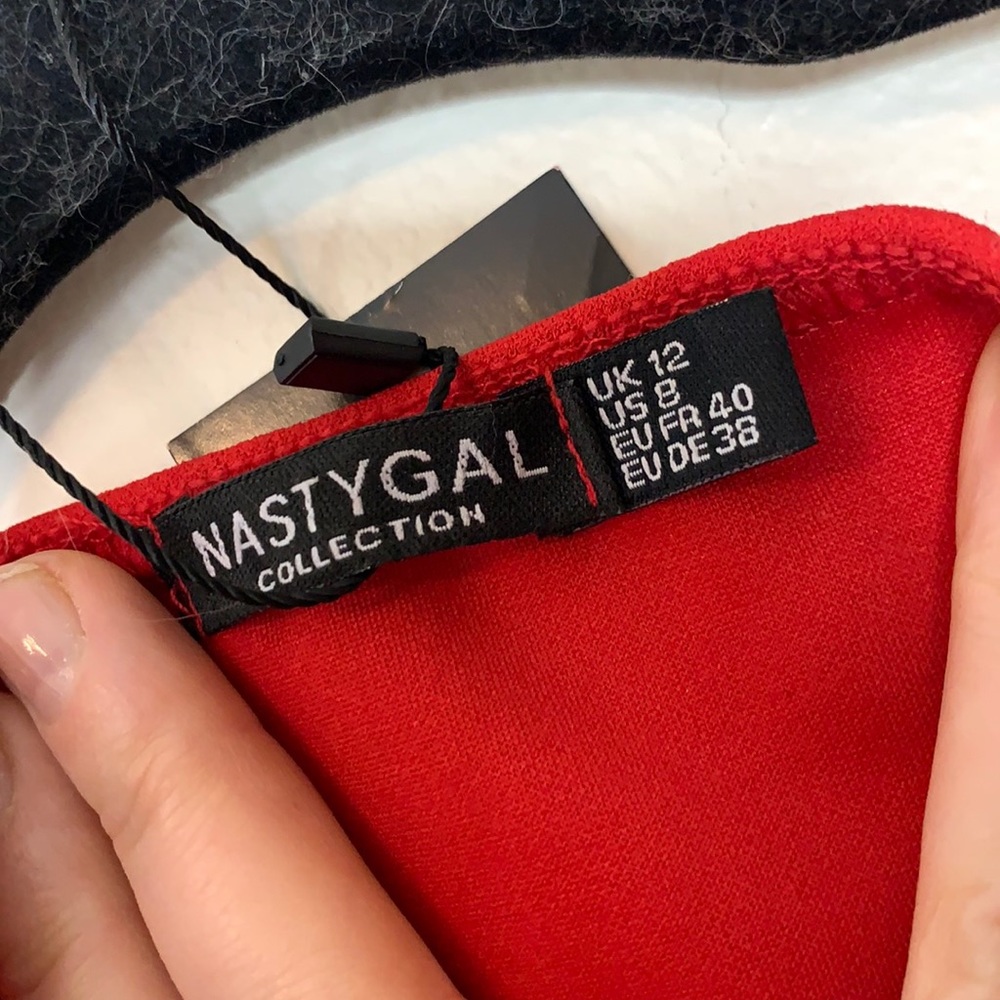 NASTYGAL
COLLECTION
UK 12
US 8
EU FR 40
EU DE 38